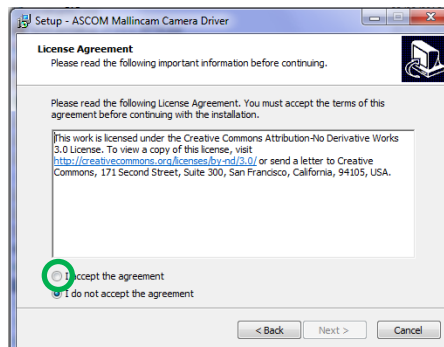 Setup - ASCOM Mallincam Camera Driver
License Agreement
Please read the following important information before continuing.
Please read the following License Agreement. You must accept the terms of this
agreement before continuing with the installation.
This work is licensed under the Creative Commons Attribution-No Derivative Works
3.0 License. To view a copy of this license, visit
http://creativecommons.org/licenses/by-nd/3.0/ or send a letter to Creative
Commons, 171 Second Street, Suite 300, San Francisco, California, 94105, USA.
I accept the agreement
I do not accept the agreement
< Back Next > Cancel